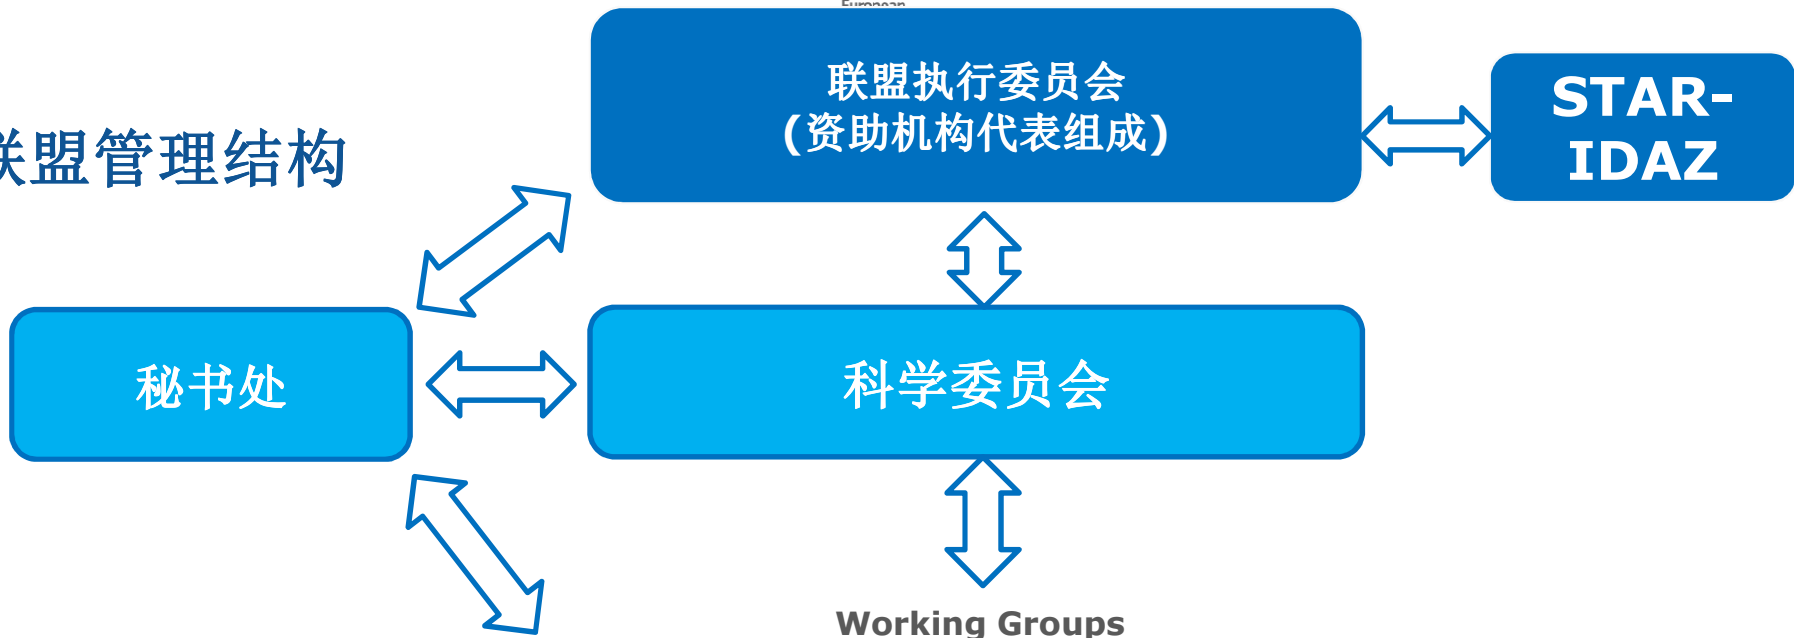 European
联盟执行委员会
(资助机构代表组成)
STAR-
IDAZ
联盟管理结构
秘书处
科学委员会
Working Groups